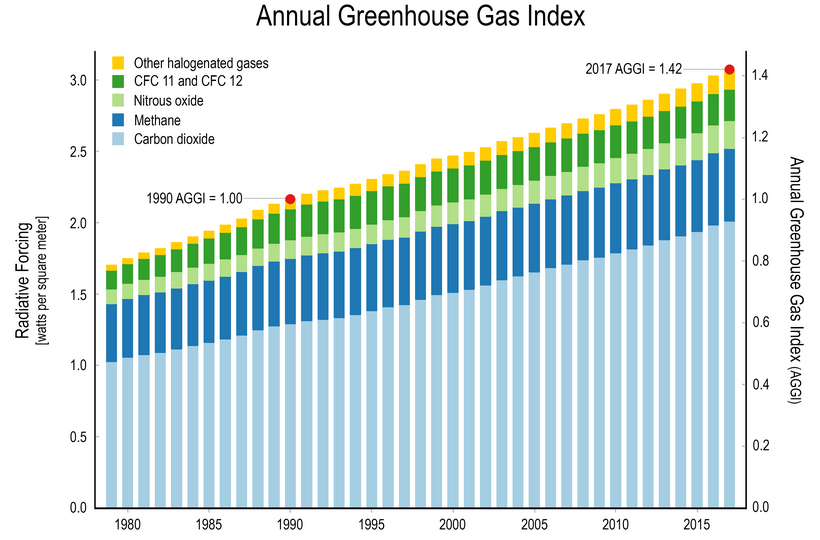 Annual Greenhouse Gas Index
Other halogenated gases
CFC 11 and CFC 12
Nitrous oxide
Methane
Carbon dioxide
2017 AGGI = 1.42
1990 AGGI = 1.00
Radiative Forcing
[watts per square meter]
3.0
2.5
2.0
1.5
1.0
0.5
0.0
1.4
1.2
1.0
0.8
0.6
0.4
0.2
0.0
Annual Greenhouse Gas Index (AGGI)
1980 1985 1990 1995 2000 2005 2010 2015